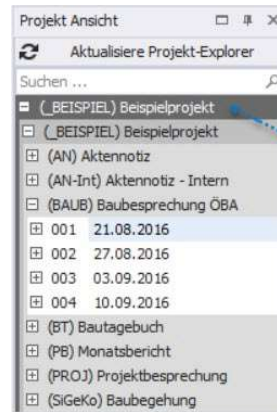 Projekt Ansicht
Aktualisiere Projekt-Explorer
Suchen ...
(_BEISPIEL) Beispielprojekt
(_BEISPIEL) Beispielprojekt
(AN) Aktennotiz
(AN-Int) Aktennotiz - Intern
(BAUB) Baubesprechung ÖBA
001 21.08.2016
002 27.08.2016
003 03.09.2016
004 10.09.2016
(BT) Bautagebuch
(PB) Monatsbericht
(PROJ) Projektbesprechung
(SiGeKo) Baubegehung